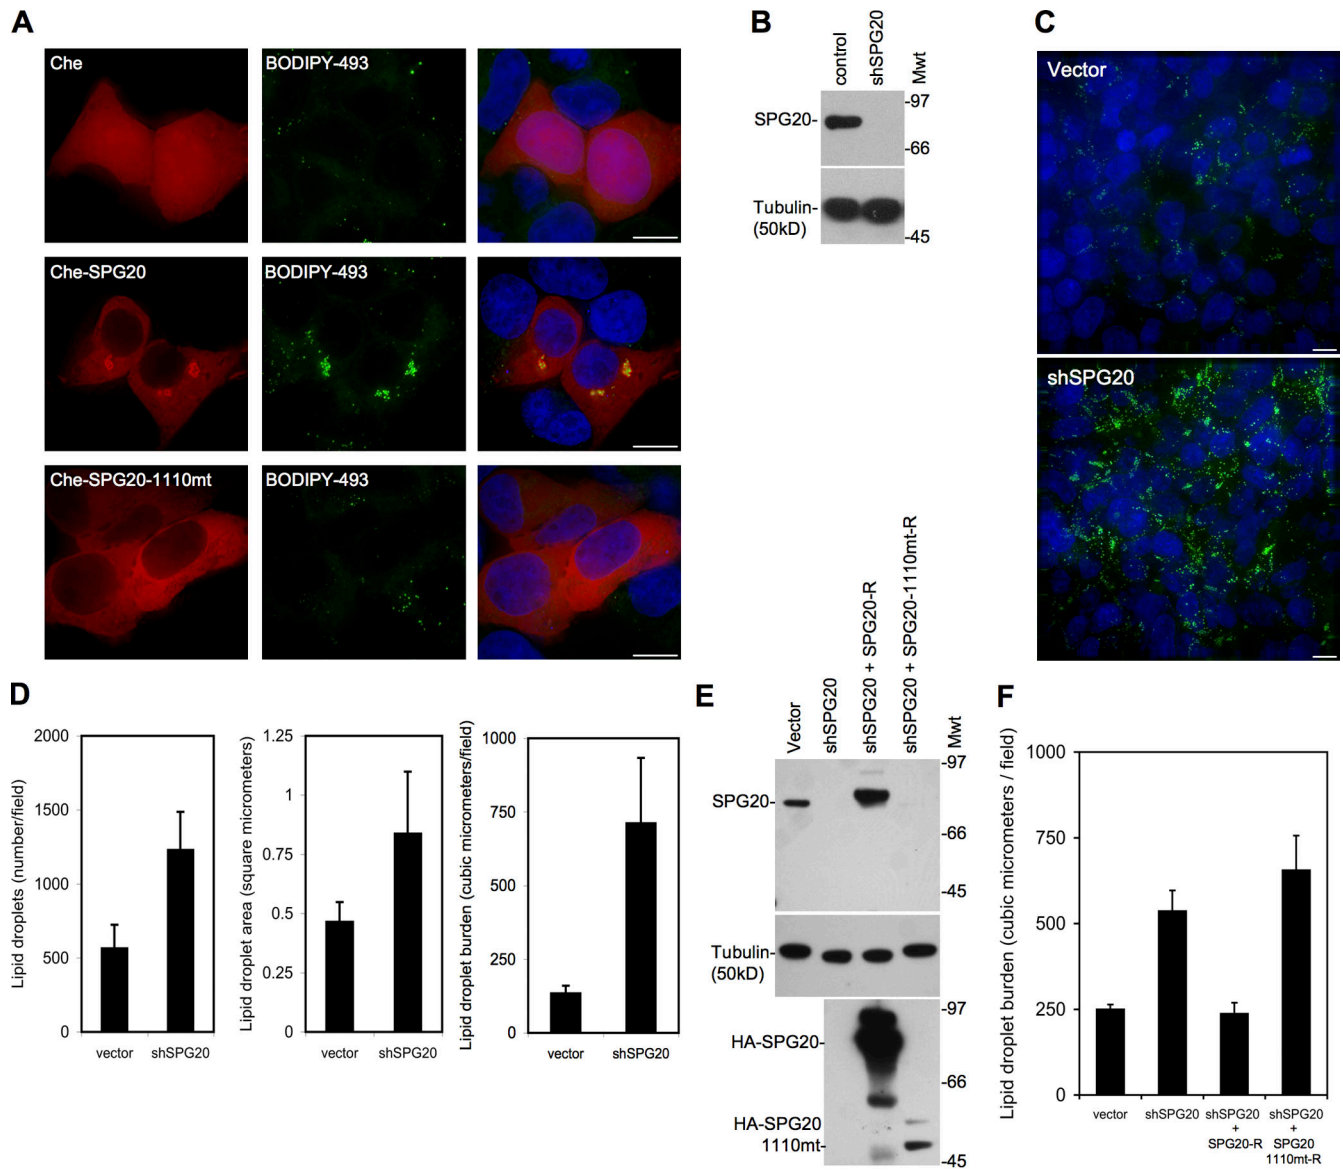 A
Che
BODIPY-493
Che-SPG20
BODIPY-493
Che-SPG20-1110mt
BODIPY-493
B
control
shSPG20
Mwt
SPG20-
-97
-66
Tubulin-
(50kD)
-45
C
Vector
shSPG20
D
Lipid droplets (number/field)
2000
1500
1000
500
0
vector
shSPG20
Lipid droplet area (square micrometers)
1.25
1
0.75
0.5
0.25
0
vector
shSPG20
Lipid droplet burden (cubic micrometers/field)
1000
750
500
250
0
vector
shSPG20
E
Vector
shSPG20
shSPG20 + SPG20-R
shSPG20 + SPG20-1110mt-R
Mwt
-97
SPG20-
-66
-45
Tubulin-
(50kD)
-97
HA-SPG20-
-66
HA-SPG20
1110mt-
-45
F
Lipid droplet burden (cubic micrometers / field)
1000
750
500
250
0
vector
shSPG20
shSPG20
+
SPG20-R
shSPG20
+
SPG20
1110mt-R